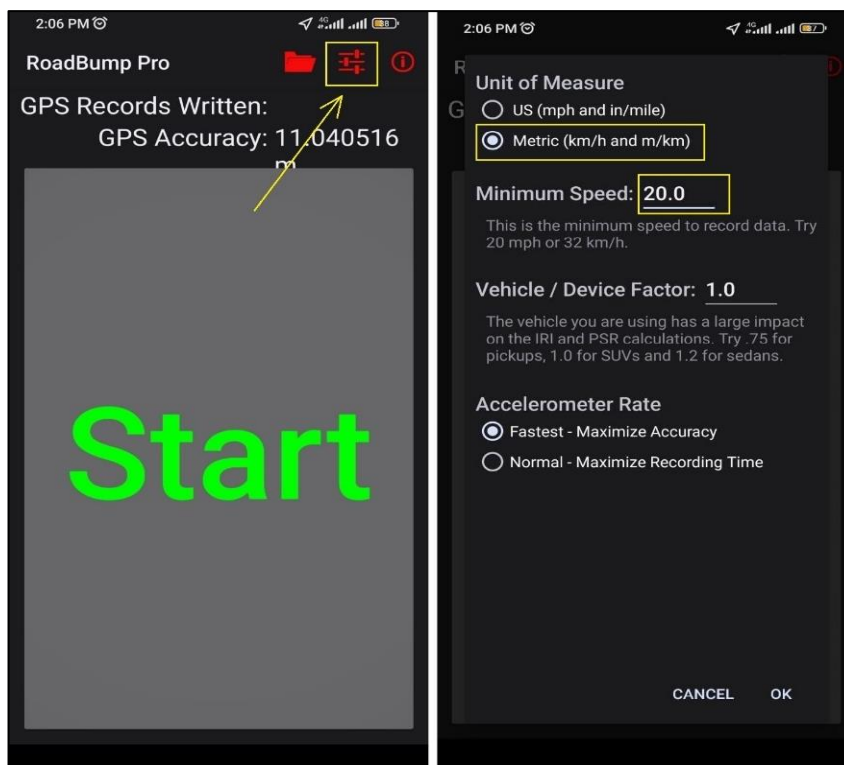 2:06 PM
4G
88
RoadBump Pro
GPS Records Written:
GPS Accuracy: 11.040516
m
Start
2:06 PM
4G
87
Unit of Measure
US (mph and in/mile)
Metric (km/h and m/km)
Minimum Speed: 20.0
This is the minimum speed to record data. Try
20 mph or 32 km/h.
Vehicle / Device Factor: 1.0
The vehicle you are using has a large impact
on the IRI and PSR calculations. Try .75 for
pickups, 1.0 for SUVs and 1.2 for sedans.
Accelerometer Rate
Fastest - Maximize Accuracy
Normal - Maximize Recording Time
CANCEL OK